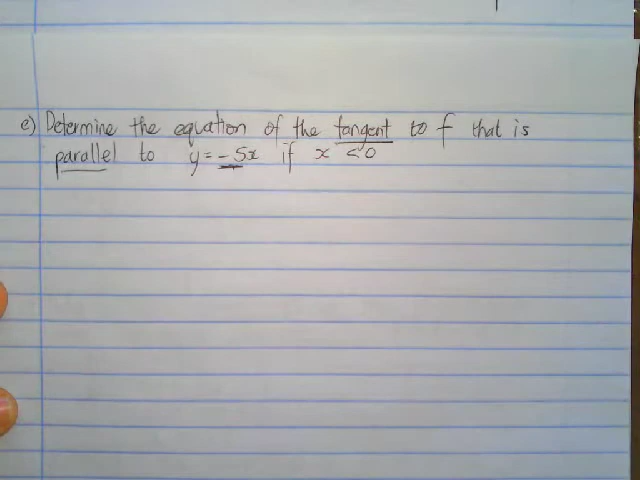 e) Determine the equation of the tangent to f that is
parallel to y = -5x if x < 0